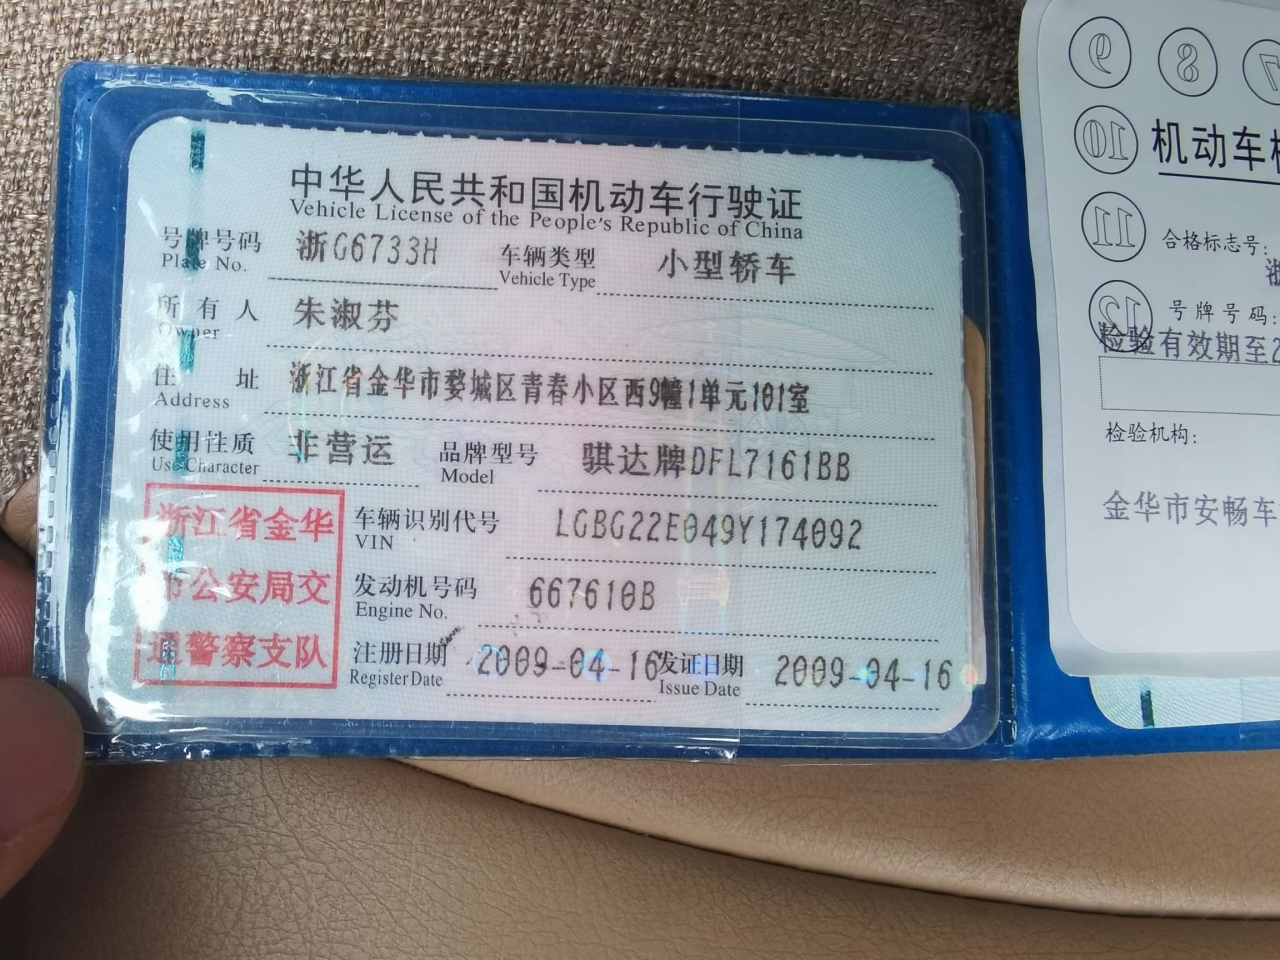 中华人民共和国机动车行驶证
Vehicle License of the People's Republic of China
号牌号码 浙G6733H 车辆类型 小型轿车
Plate No. Vehicle Type
所有人 朱淑芬
Owner
住址 浙江省金华市婺城区青春小区西9幢1单元101室
Address
使用性质 非营运 品牌型号 骐达牌DFL7161BB
Use Character Model
浙江省金华
市公安局交
通警察支队
车辆识别代号 LGBG22E049Y174092
VIN
发动机号码 667610B
Engine No.
注册日期 2009-04-16 发证日期 2009-04-16
Register Date Issue Date
9 8 7
10
11
12
机动车检
合格标志号:
浙
号牌号码:
检验有效期至2
检验机构:
金华市安畅车